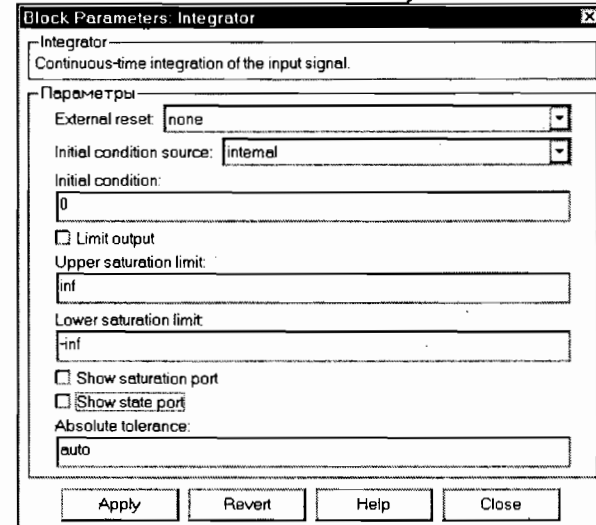 Block Parameters: Integrator
Integrator
Continuous-time integration of the input signal.
Параметры
External reset: none
Initial condition source: internal
Initial condition:
0
Limit output
Upper saturation limit:
inf
Lower saturation limit:
-inf
Show saturation port
Show state port
Absolute tolerance:
auto
Apply Revert Help Close